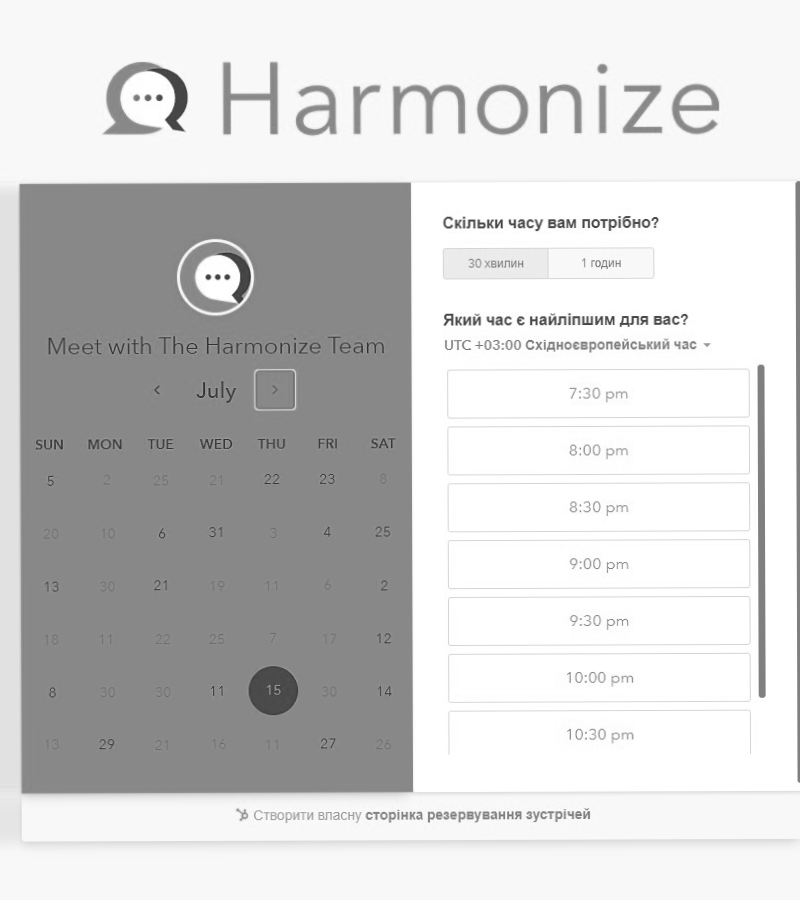 Harmonize
Meet with The Harmonize Team
July
SUN MON TUE WED THU FRI SAT
5 2 25 21 22 23 8
20 10 6 31 3 4 25
13 30 21 19 11 6 2
18 11 22 25 7 17 12
8 30 30 11 15 30 14
13 29 21 16 11 27 26
Скільки часу вам потрібно?
30 хвилин 1 годин
Який час є найліпшим для вас?
UTC +03:00 Східноєвропейський час
7:30 pm
8:00 pm
8:30 pm
9:00 pm
9:30 pm
10:00 pm
10:30 pm
Створити власну сторінка резервування зустрічей